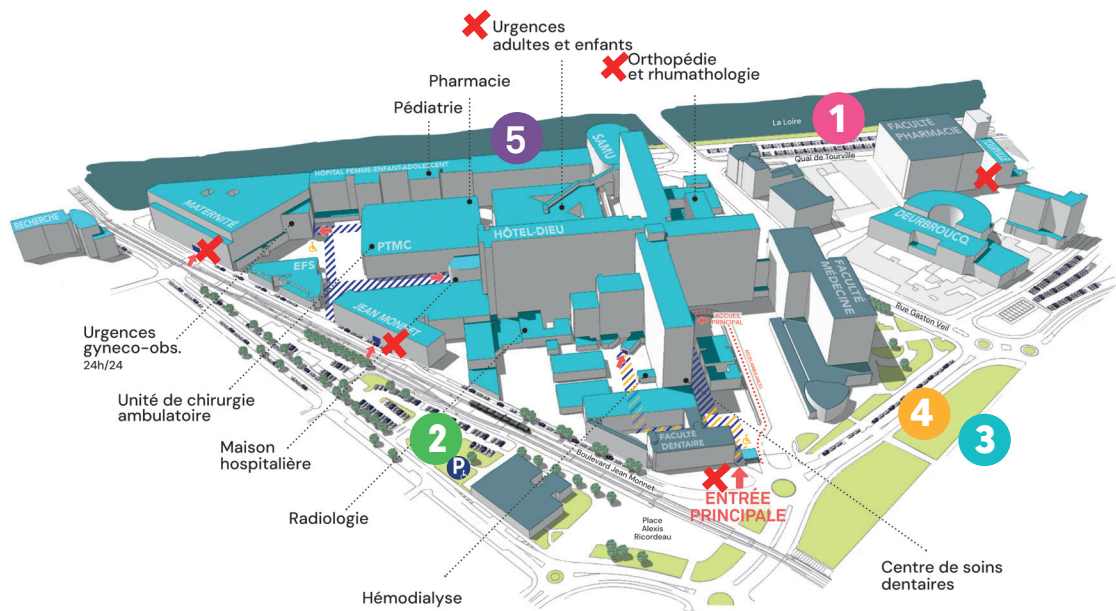 Urgences
adultes et enfants
Orthopédie
et rhumathologie
Pharmacie
Pédiatrie
5
1
La Loire
Quai de Tourville
FACULTÉ
PHARMACIE
TOURVILLE
SAMU
HÔPITAL FEMME-ENFANT-ADOLESCENT
MATERNITÉ
RECHERCHE
PTMC
HÔTEL-DIEU
DEURBROUCQ
EFS
JEAN MONNET
FACULTÉ
MÉDECINE
Rue Gaston Veil
ACCUEIL
PRINCIPAL
Urgences
gyneco-obs.
24h/24
Unité de chirurgie
ambulatoire
Maison
hospitalière
2
P
4
3
FACULTÉ
DENTAIRE
Boulevard Jean Monnet
ENTRÉE
PRINCIPALE
Radiologie
Place
Alexis
Ricordeau
Hémodialyse
Centre de soins
dentaires